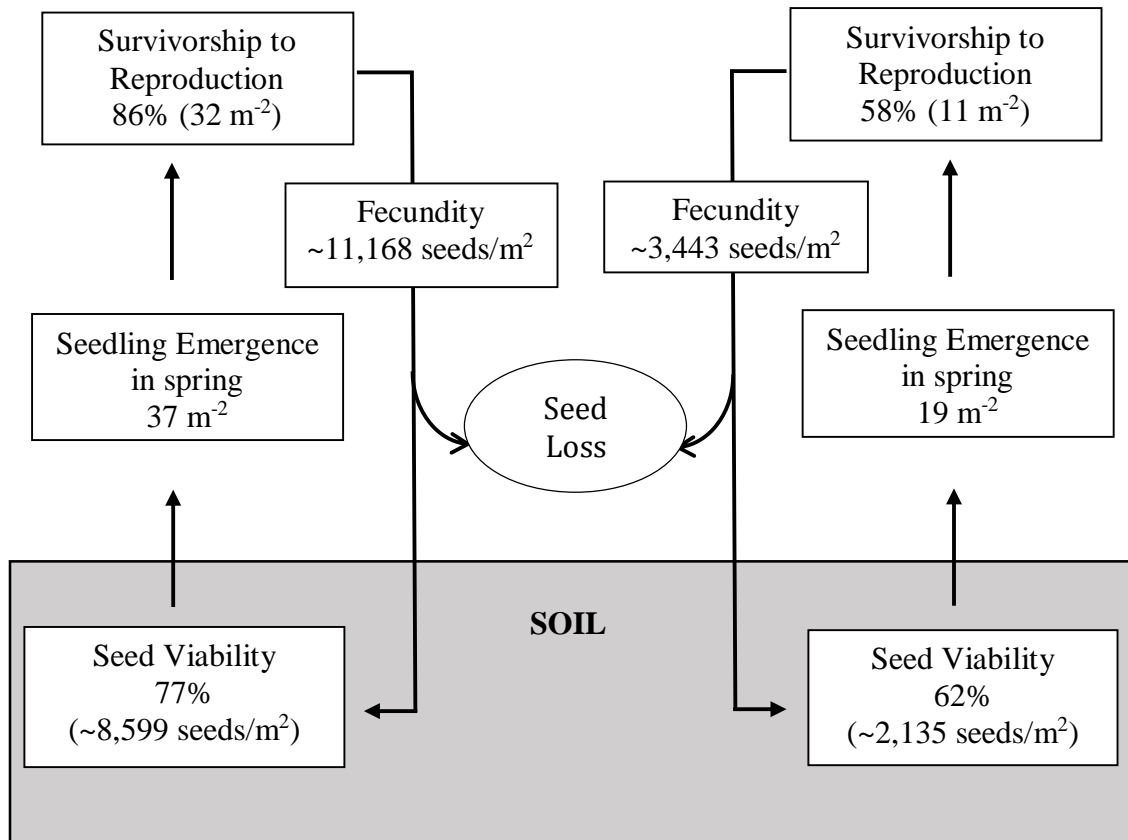 Survivorship to
Reproduction
86% (32 m⁻²)
Survivorship to
Reproduction
58% (11 m⁻²)
Fecundity
~11,168 seeds/m²
Fecundity
~3,443 seeds/m²
Seedling Emergence
in spring
37 m⁻²
Seed
Loss
Seedling Emergence
in spring
19 m⁻²
SOIL
Seed Viability
77%
(~8,599 seeds/m²)
Seed Viability
62%
(~2,135 seeds/m²)